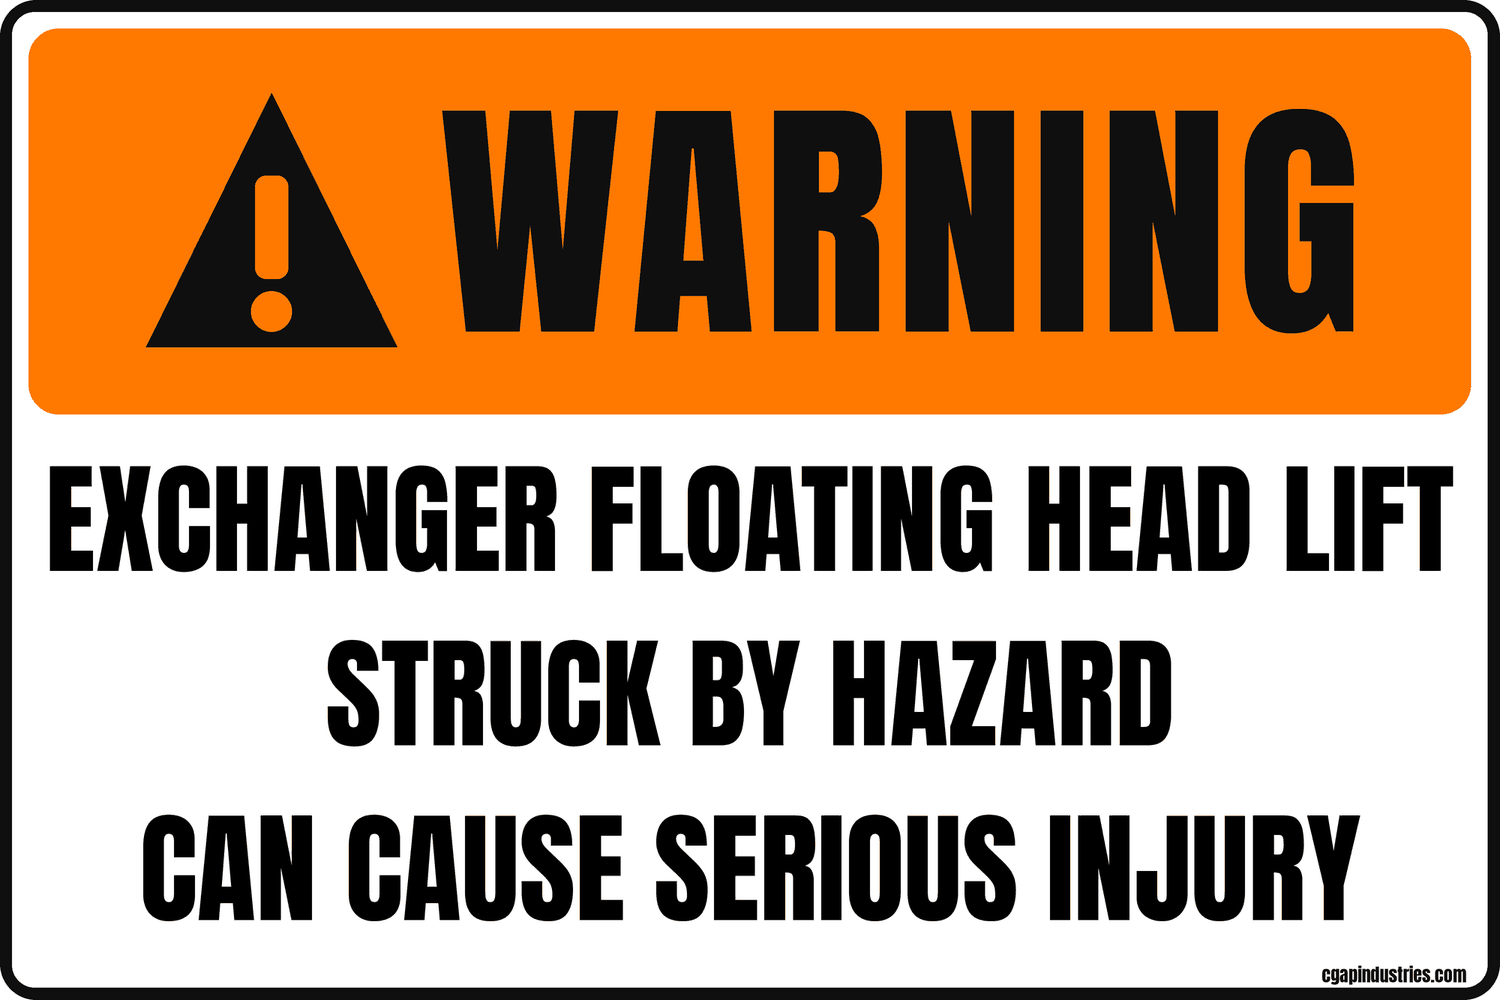 WARNING
EXCHANGER FLOATING HEAD LIFT
STRUCK BY HAZARD
CAN CAUSE SERIOUS INJURY
cgapindustries.com